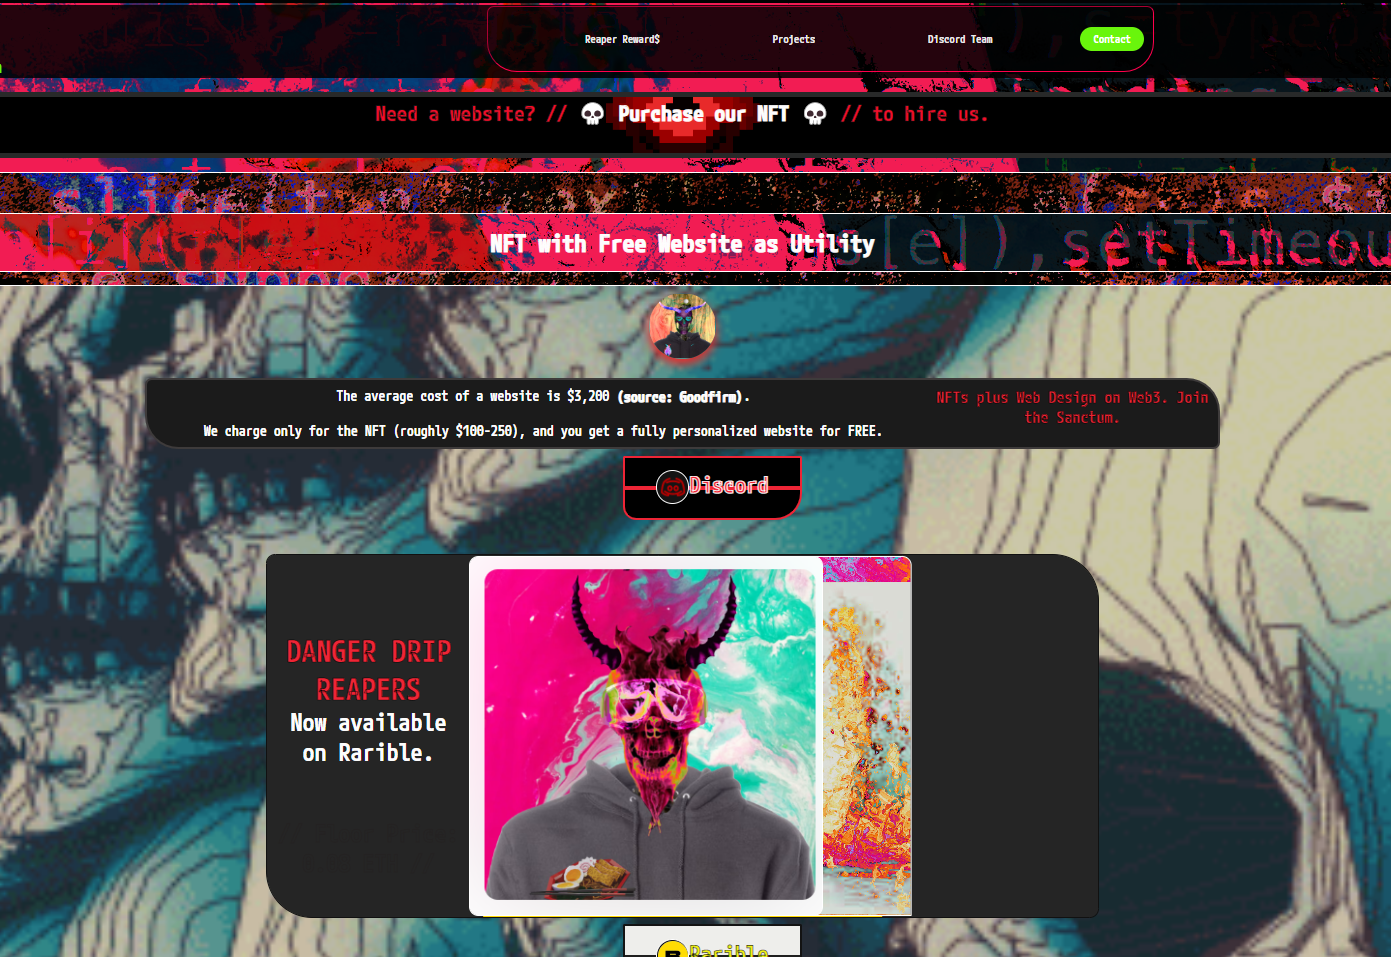 Reaper Reward$
Projects
Discord Team
Contact
Need a website? // 💀 Purchase our NFT 💀 // to hire us.
s[e]),setTimeou
NFT with Free Website as Utility
The average cost of a website is $3,200 (source: Goodfirm).
We charge only for the NFT (roughly $100-250), and you get a fully personalized website for FREE.
NFTs plus Web Design on Web3. Join
the Sanctum.
Discord
DANGER DRIP
REAPERS
Now available
on Rarible.
Rarible